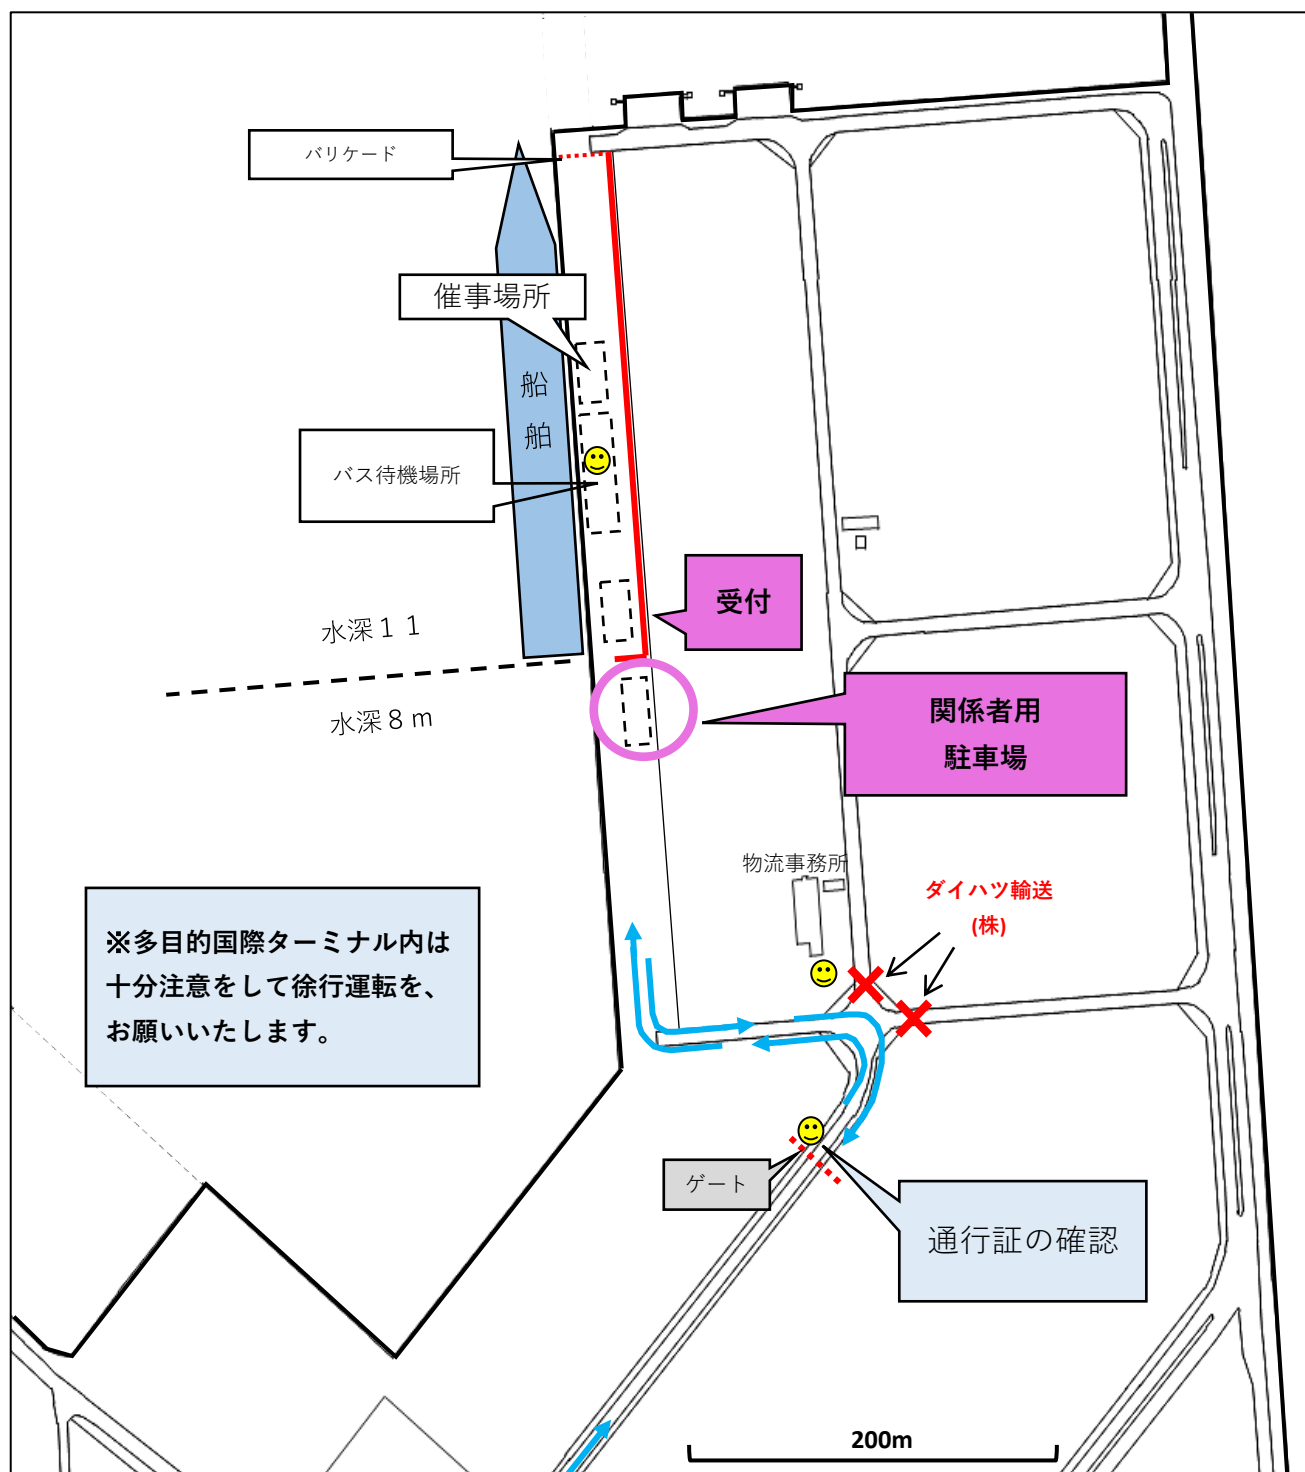 バリケード
催事場所
船
舶
バス待機場所
受付
水深１１
水深８ｍ
関係者用
駐車場
物流事務所
ダイハツ輸送
(株)
※多目的国際ターミナル内は
十分注意をして徐行運転を、
お願いいたします。
ゲート
通行証の確認
200m